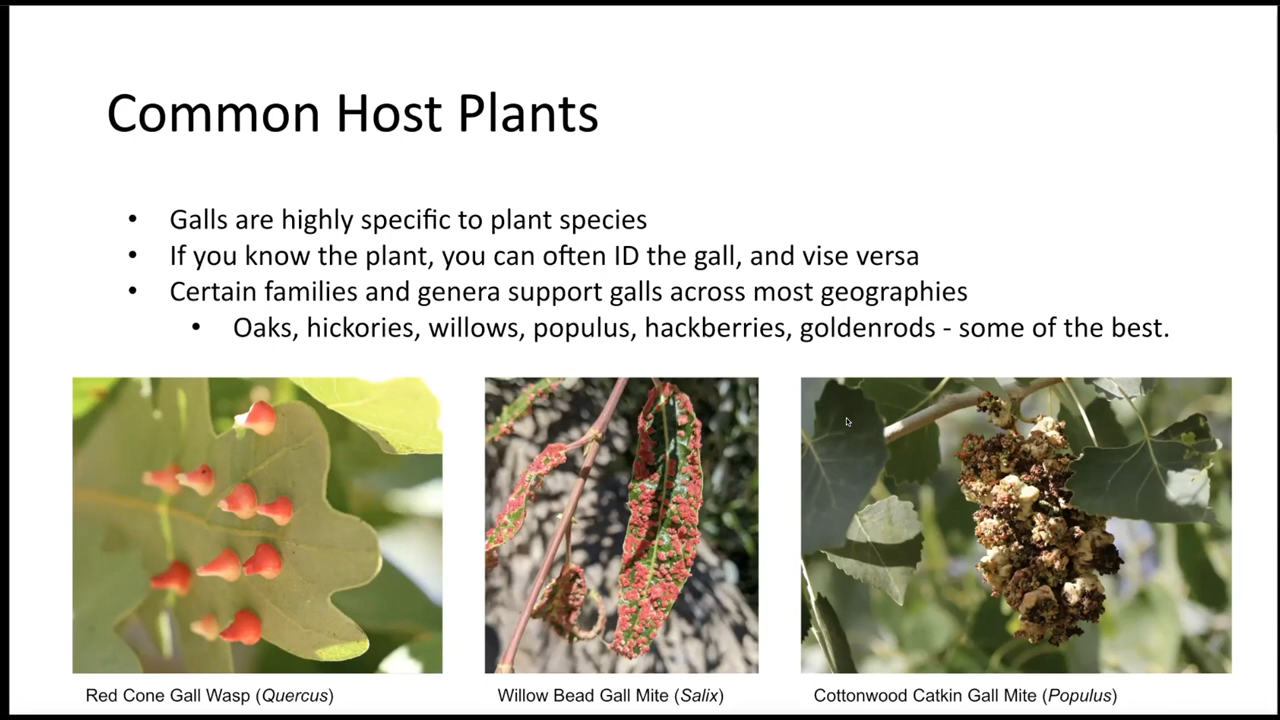 Common Host Plants
• Galls are highly specific to plant species
• If you know the plant, you can often ID the gall, and vise versa
• Certain families and genera support galls across most geographies
• Oaks, hickories, willows, populus, hackberries, goldenrods - some of the best.
Red Cone Gall Wasp (Quercus)
Willow Bead Gall Mite (Salix)
Cottonwood Catkin Gall Mite (Populus)